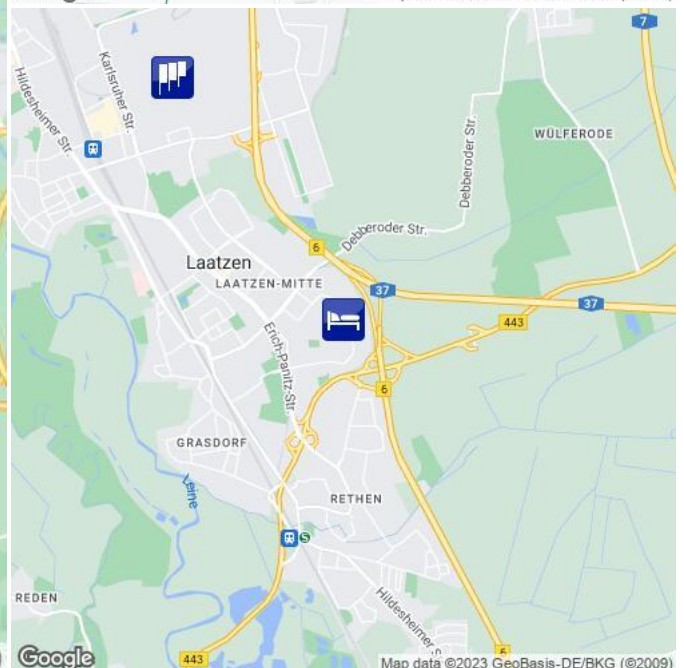 7
Karlsruher Str.
Hildesheimer Str.
WÜLFERODE
Debberoder Str.
Debberoder Str.
6
Laatzen
LAATZEN-MITTE
37
37
443
Erich-Panitz-Str.
6
GRASDORF
Leine
RETHEN
S
REDEN
Hildesheimer S
443
6
Google
Map data ©2023 GeoBasis-DE/BKG (©2009)